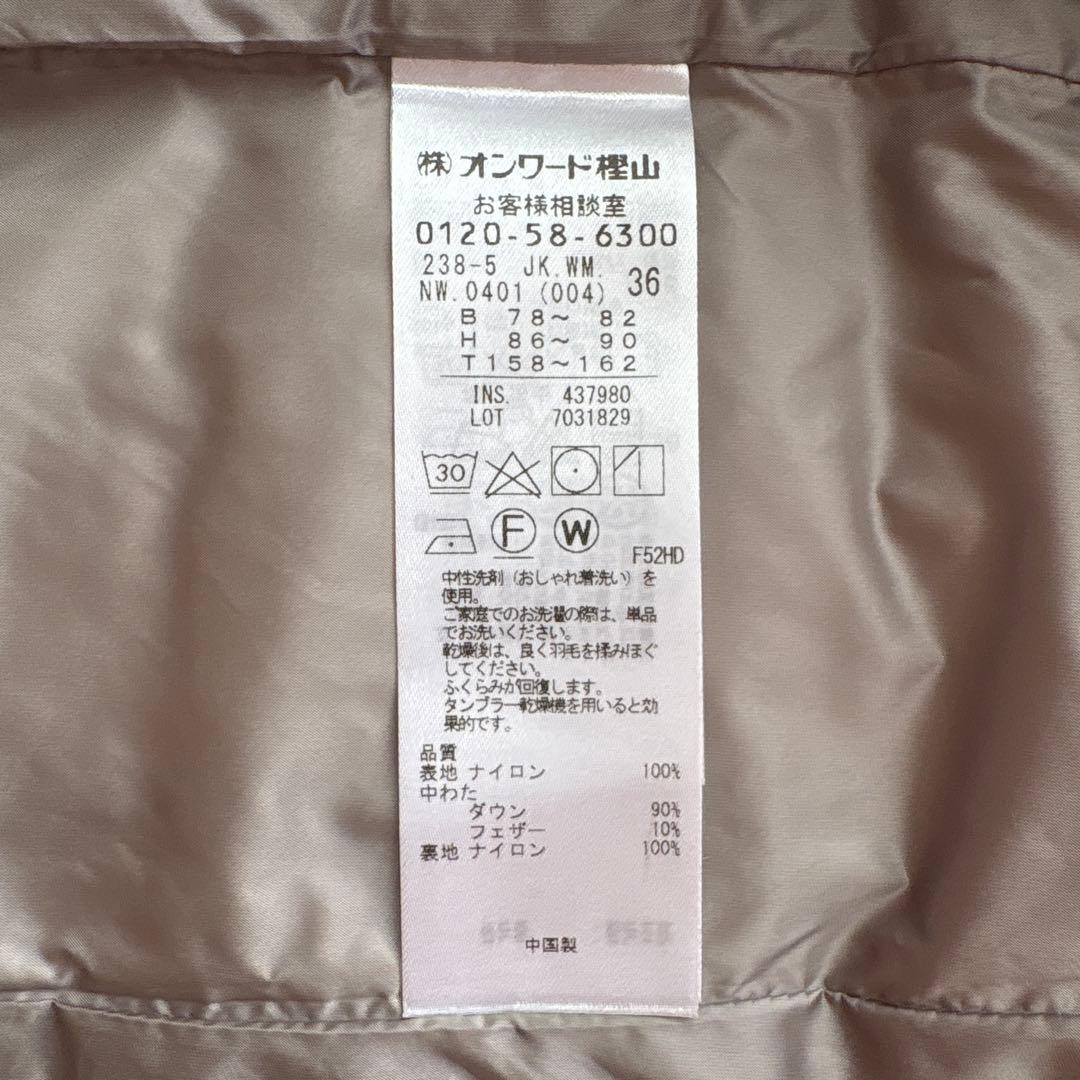 ㈱オンワード樫山
お客様相談室
0120-58-6300
238-5 JK.WM. 36
NW.0401 (004)
B 78～ 82
H 86～ 90
T158～162
INS. 437980
LOT 7031829
30
F W
F52HD
中性洗剤（おしゃれ着洗い）を
使用。
ご家庭でのお洗濯の際は、単品
でお洗いください。
乾燥後は、良く羽毛を揉みほぐ
してください。
ふくらみが回復します。
タンブラー乾燥機を用いると効
果的です。
品質
表地 ナイロン 100%
中わた
ダウン 90%
フェザー 10%
裏地 ナイロン 100%
中国製